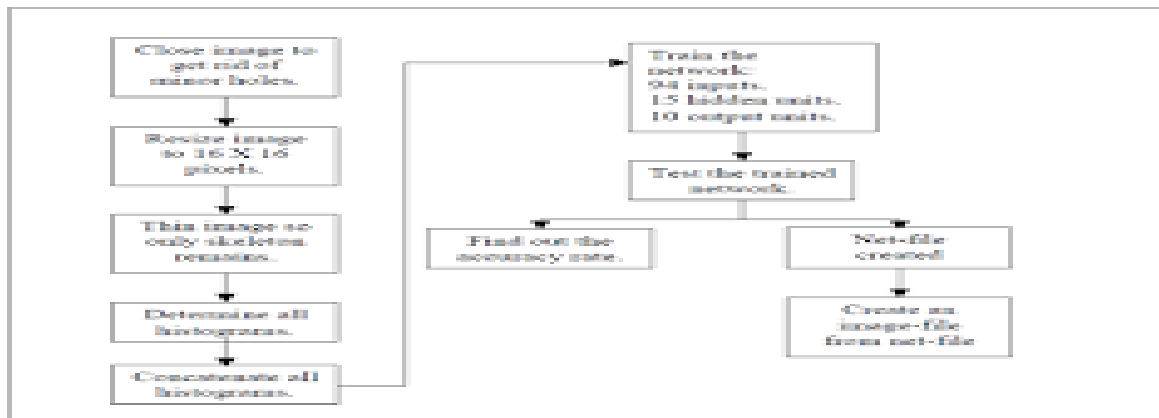 Close image to
get rid of
minor holes.
Resize image
to 16 X 16
pixels.
Thin image so
only skeleton
remains.
Determine all
histograms.
Concatenate all
histograms.
Train the
network:
94 inputs.
15 hidden units.
10 output units.
Test the trained
network.
Find out the
accuracy rate.
Net-file
created
Create an
image-file
from net-file